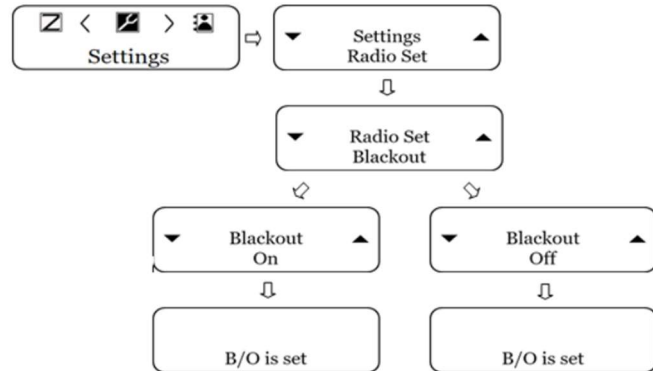 Z < >
Settings
Settings
Radio Set
Radio Set
Blackout
Blackout
On
Blackout
Off
B/O is set
B/O is set